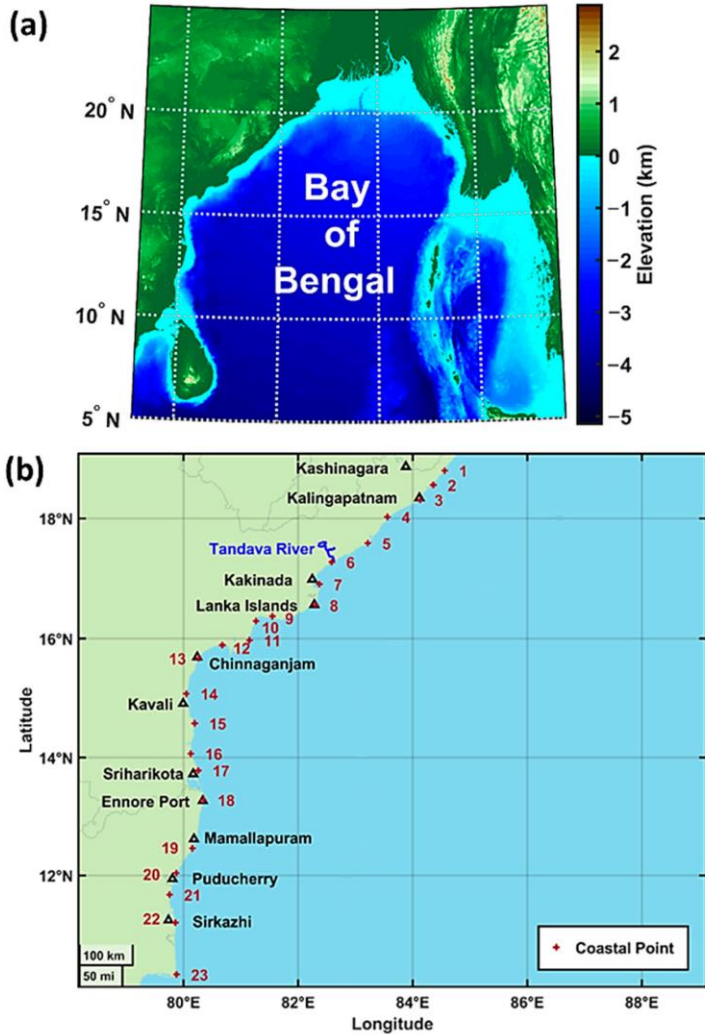 (a)
20° N
15° N
10° N
5° N
Bay
of
Bengal
2
1
0
−1
−2
−3
−4
−5
Elevation (km)
(b)
18°N
16°N
14°N
12°N
Latitude
Kashinagara
1
2
Kalingapatnam
3
4
5
Tandava River
6
Kakinada
7
Lanka Islands
8
9
10
11
12
13
Chinnaganjam
14
Kavali
15
16
Sriharikota
17
Ennore Port
18
Mamallapuram
19
20
Puducherry
21
22
Sirkazhi
23
Coastal Point
100 km
50 mi
80°E
82°E
84°E
86°E
88°E
Longitude